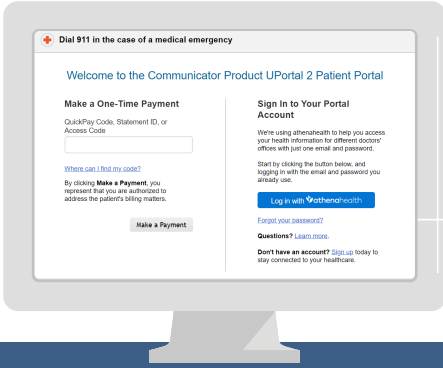 Dial 911 in the case of a medical emergency
Welcome to the Communicator Product UPortal 2 Patient Portal
Make a One-Time Payment
QuickPay Code, Statement ID, or
Access Code
Where can I find my code?
By clicking Make a Payment, you
represent that you are authorized to
address the patient's billing matters.
Make a Payment
Sign In to Your Portal
Account
We're using athenahealth to help you access
your health information for different doctors'
offices with just one email and password.
Start by clicking the button below, and
logging in with the email and password you
already use.
Log in with athenahealth
Forgot your password?
Questions? Learn more.
Don't have an account? Sign up today to
stay connected to your healthcare.